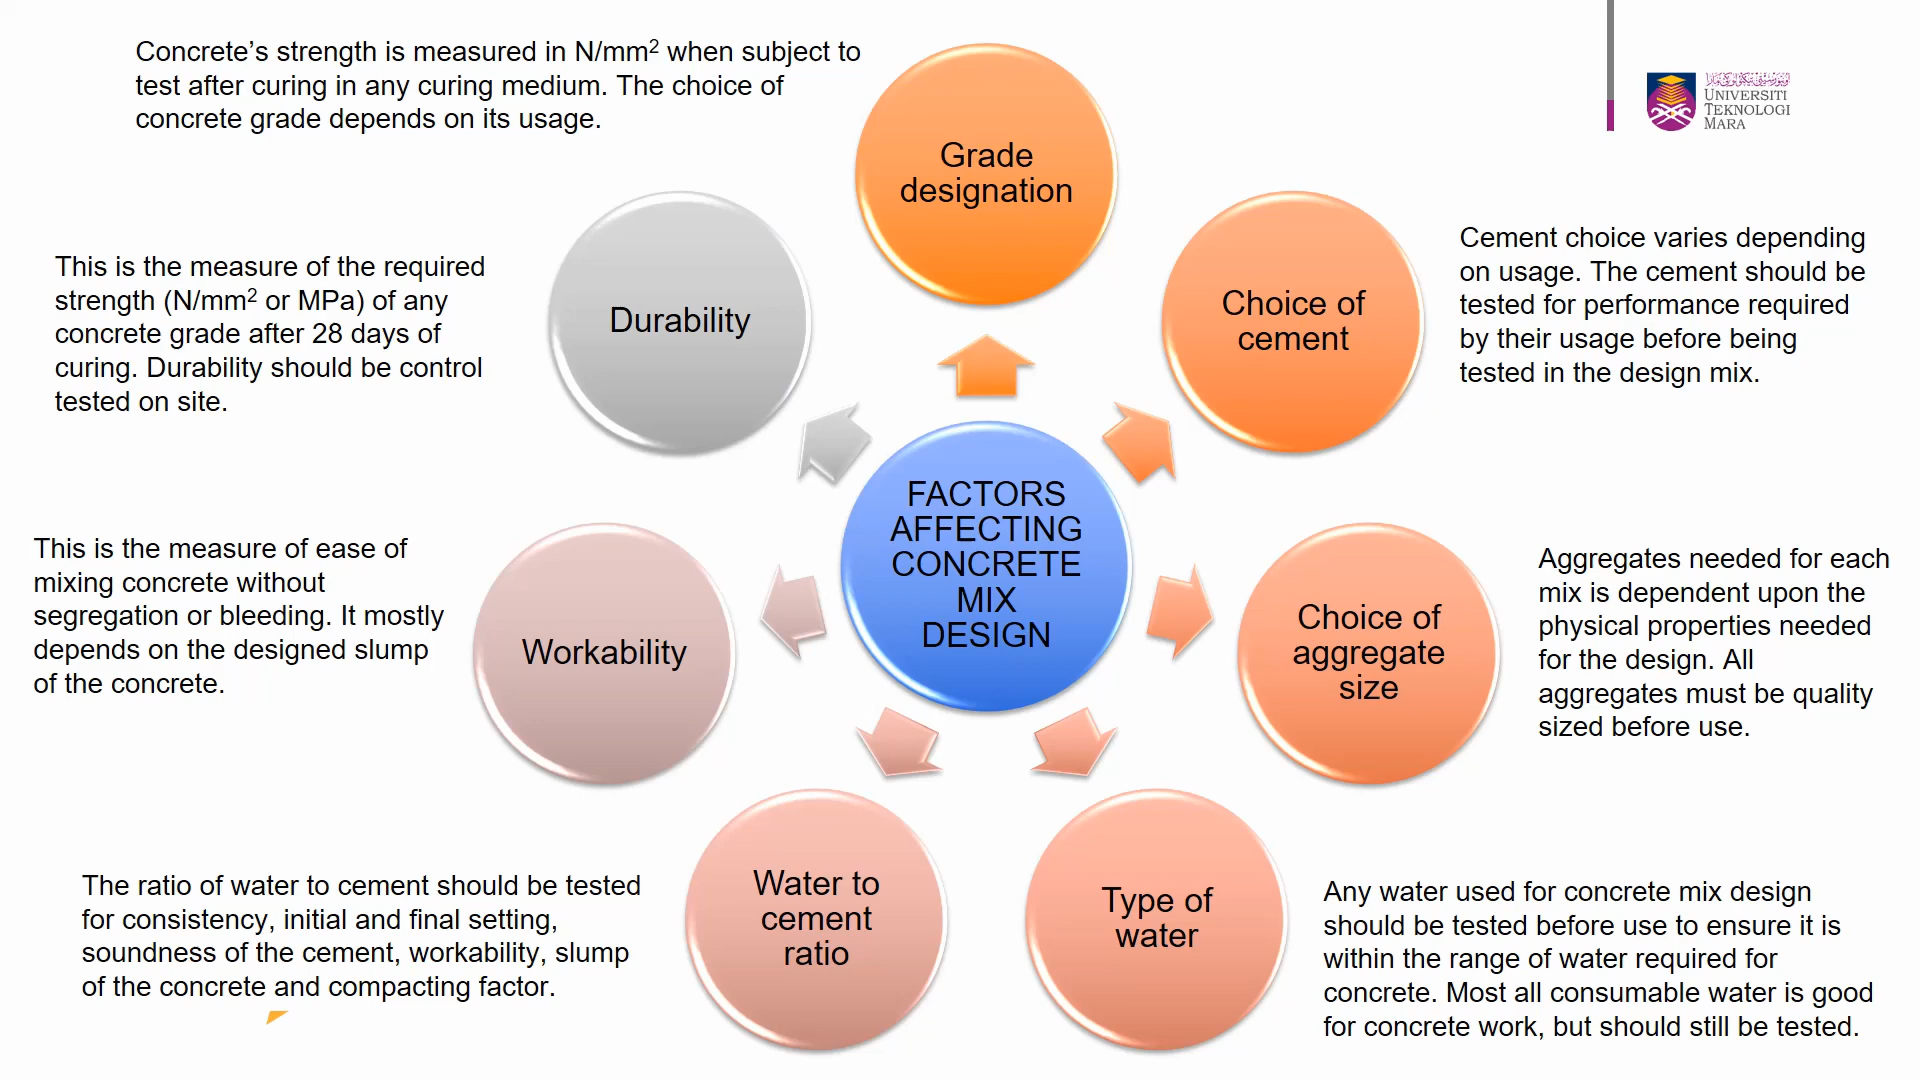 Concrete’s strength is measured in N/mm² when subject to
test after curing in any curing medium. The choice of
concrete grade depends on its usage.
UNIVERSITI
TEKNOLOGI
MARA
Grade
designation
Choice of
cement
Cement choice varies depending
on usage. The cement should be
tested for performance required
by their usage before being
tested in the design mix.
Durability
This is the measure of the required
strength (N/mm² or MPa) of any
concrete grade after 28 days of
curing. Durability should be control
tested on site.
FACTORS
AFFECTING
CONCRETE
MIX
DESIGN
Choice of
aggregate
size
Aggregates needed for each
mix is dependent upon the
physical properties needed
for the design. All
aggregates must be quality
sized before use.
Workability
This is the measure of ease of
mixing concrete without
segregation or bleeding. It mostly
depends on the designed slump
of the concrete.
Water to
cement
ratio
The ratio of water to cement should be tested
for consistency, initial and final setting,
soundness of the cement, workability, slump
of the concrete and compacting factor.
Type of
water
Any water used for concrete mix design
should be tested before use to ensure it is
within the range of water required for
concrete. Most all consumable water is good
for concrete work, but should still be tested.